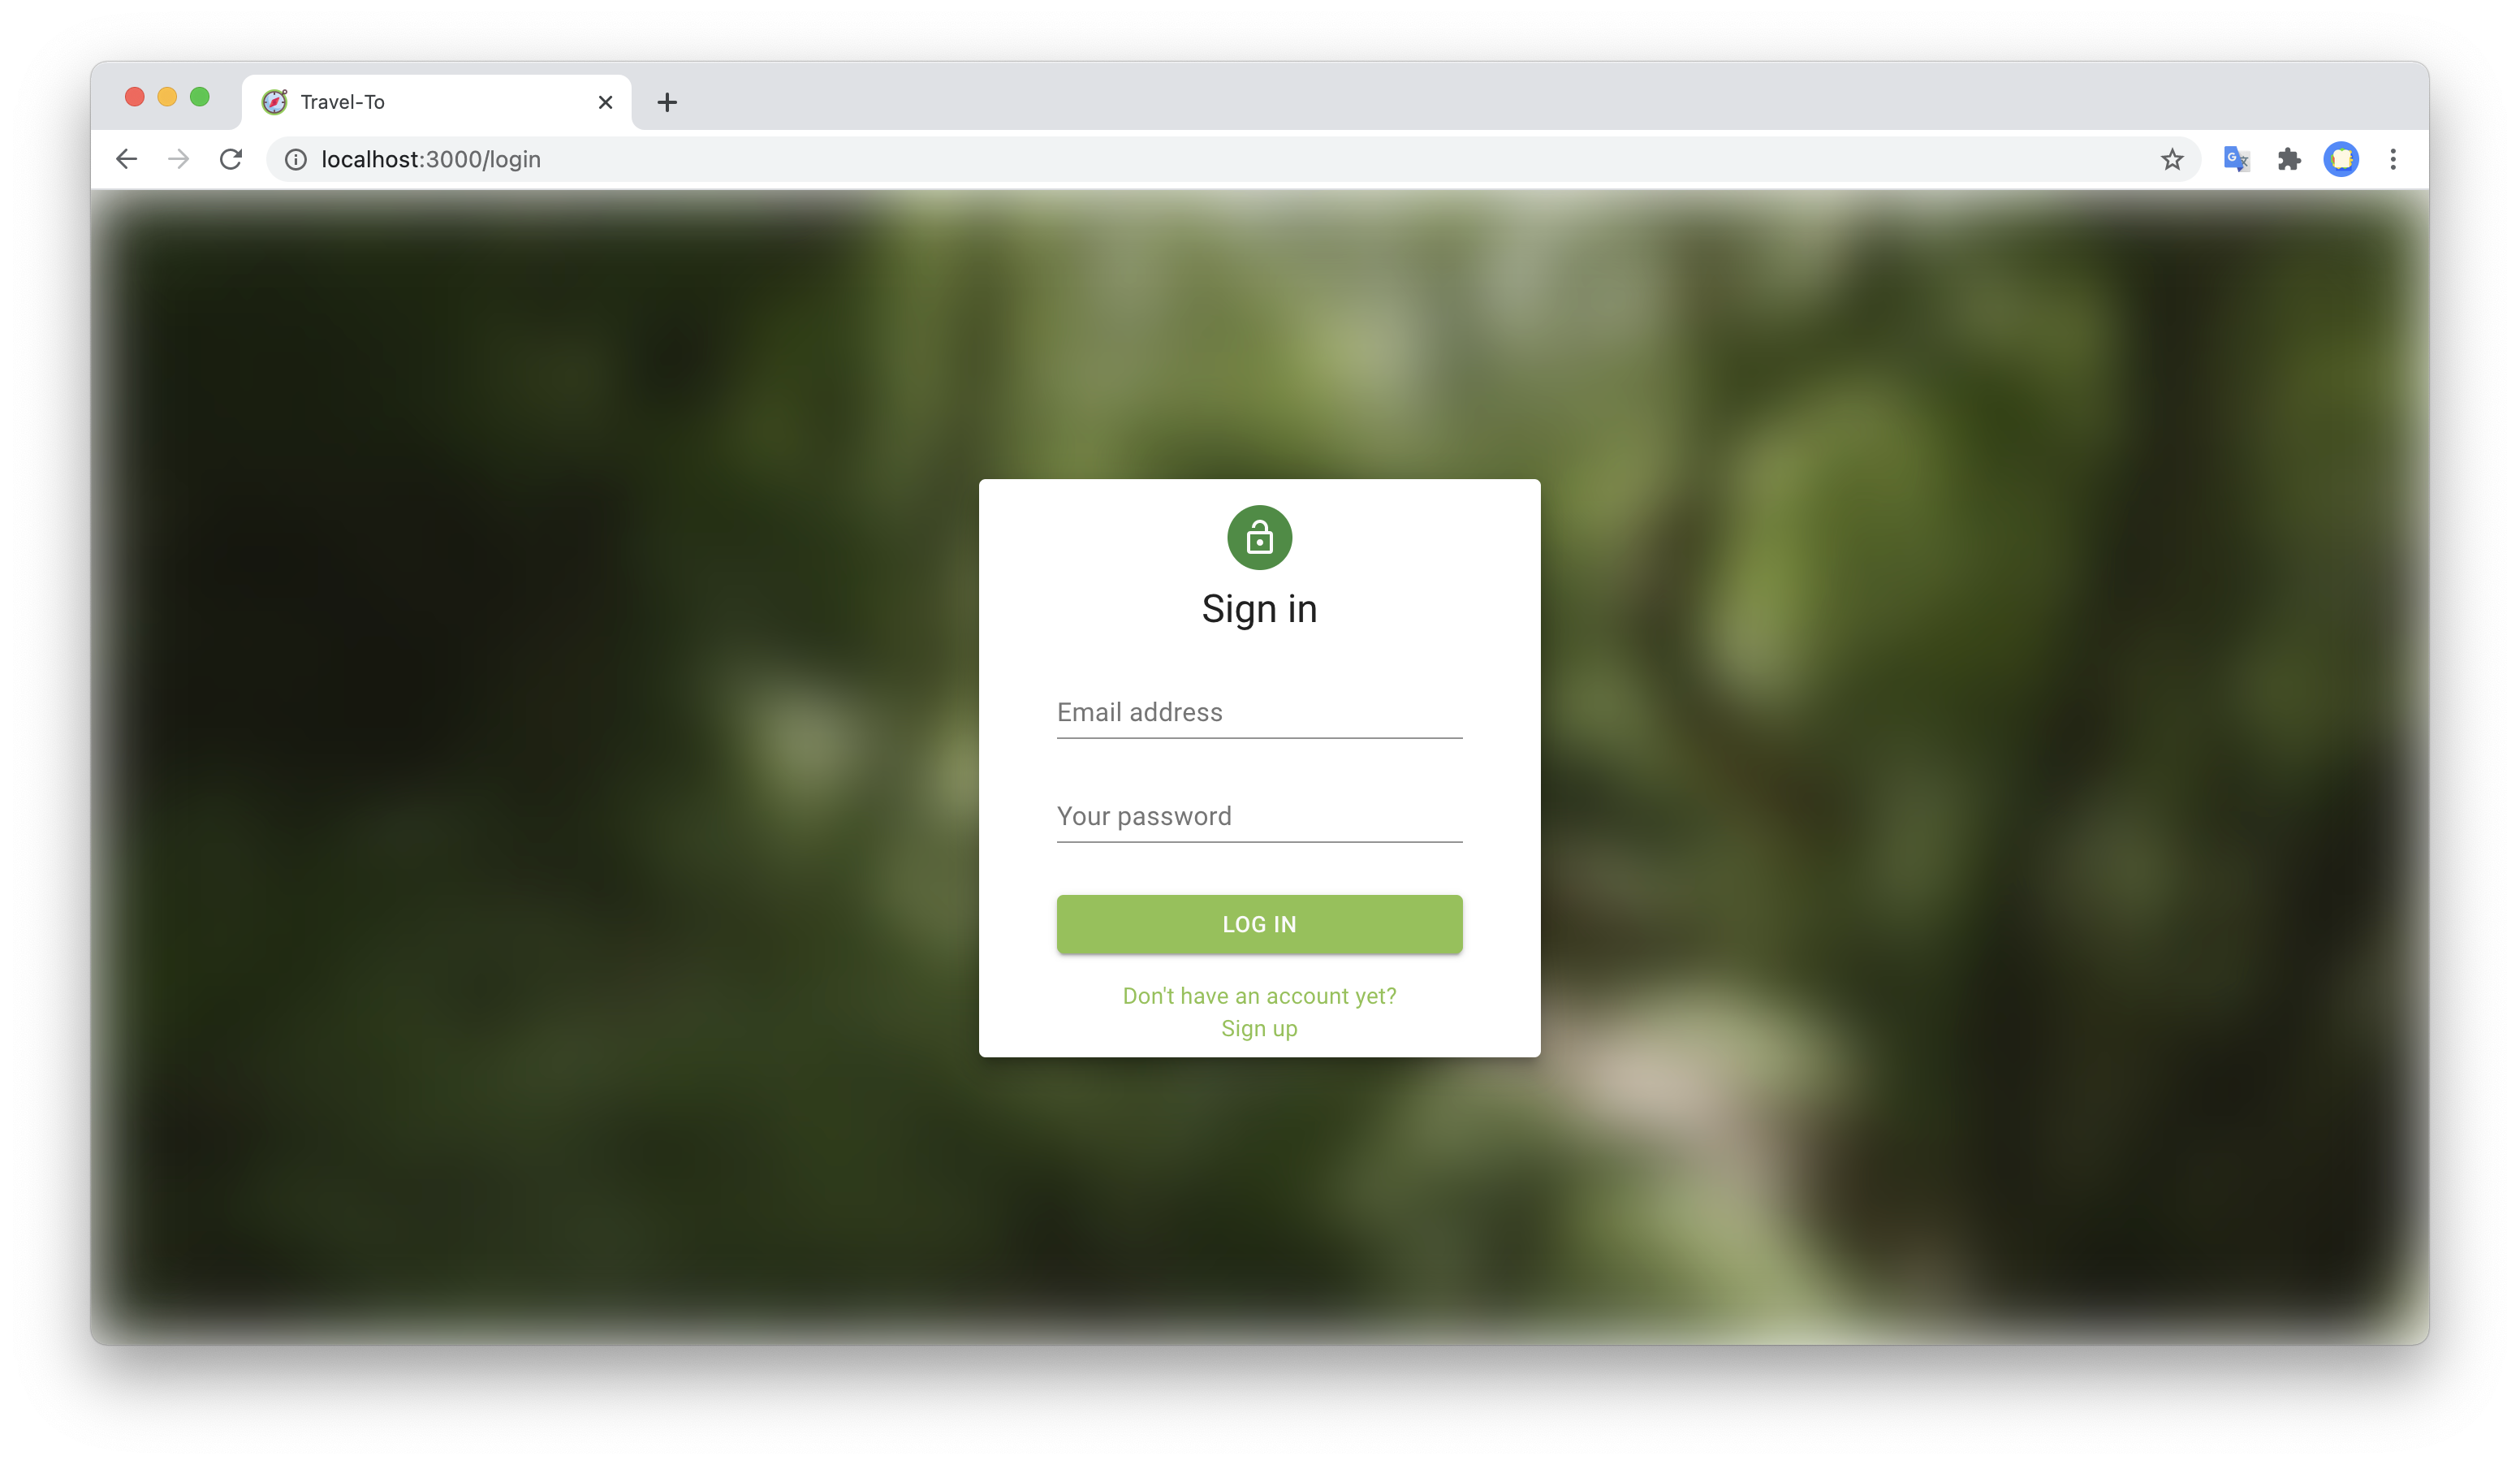 Travel-To
localhost:3000/login
Sign in
Email address
Your password
LOG IN
Don't have an account yet?
Sign up